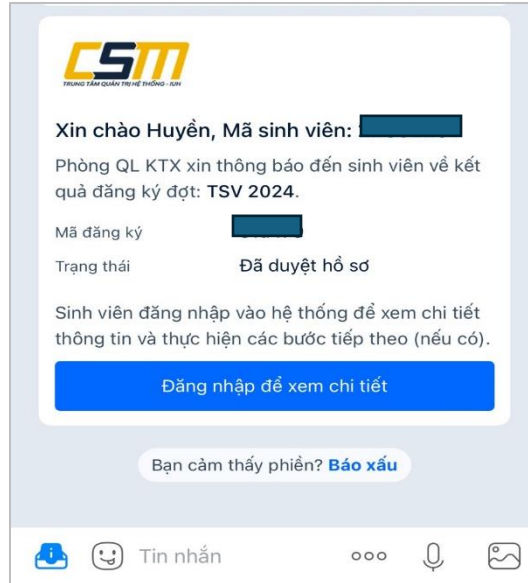 CSM
TRUNG TÂM QUẢN TRỊ HỆ THỐNG - IUH
Xin chào Huyền, Mã sinh viên:
Phòng QL KTX xin thông báo đến sinh viên về kết
quả đăng ký đợt: TSV 2024.
Mã đăng ký
Trạng thái Đã duyệt hồ sơ
Sinh viên đăng nhập vào hệ thống để xem chi tiết
thông tin và thực hiện các bước tiếp theo (nếu có).
Đăng nhập để xem chi tiết
Bạn cảm thấy phiền? Báo xấu
Tin nhắn